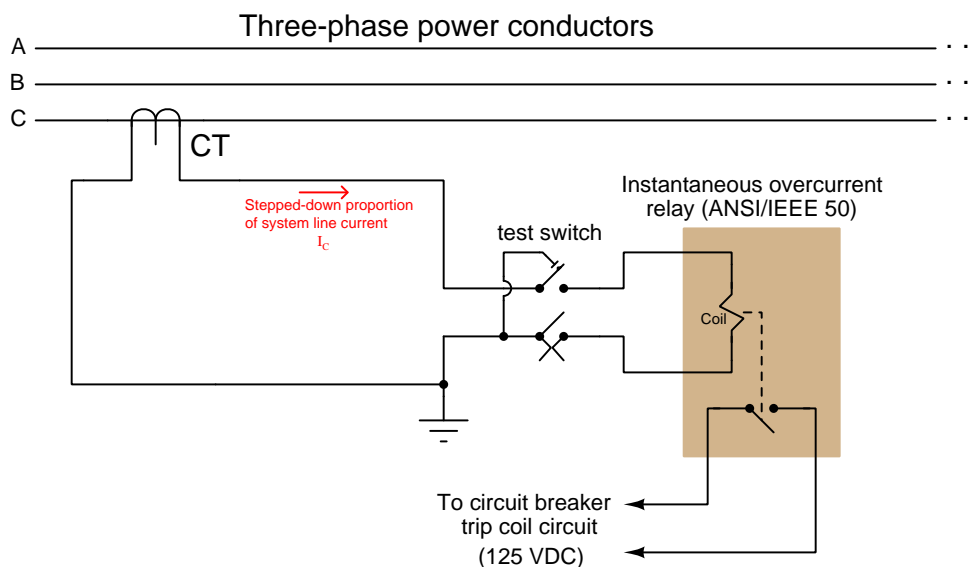 Three-phase power conductors
A
B
C
CT
Stepped-down proportion
of system line current
I_C
Instantaneous overcurrent
relay (ANSI/IEEE 50)
test switch
Coil
To circuit breaker
trip coil circuit
(125 VDC)